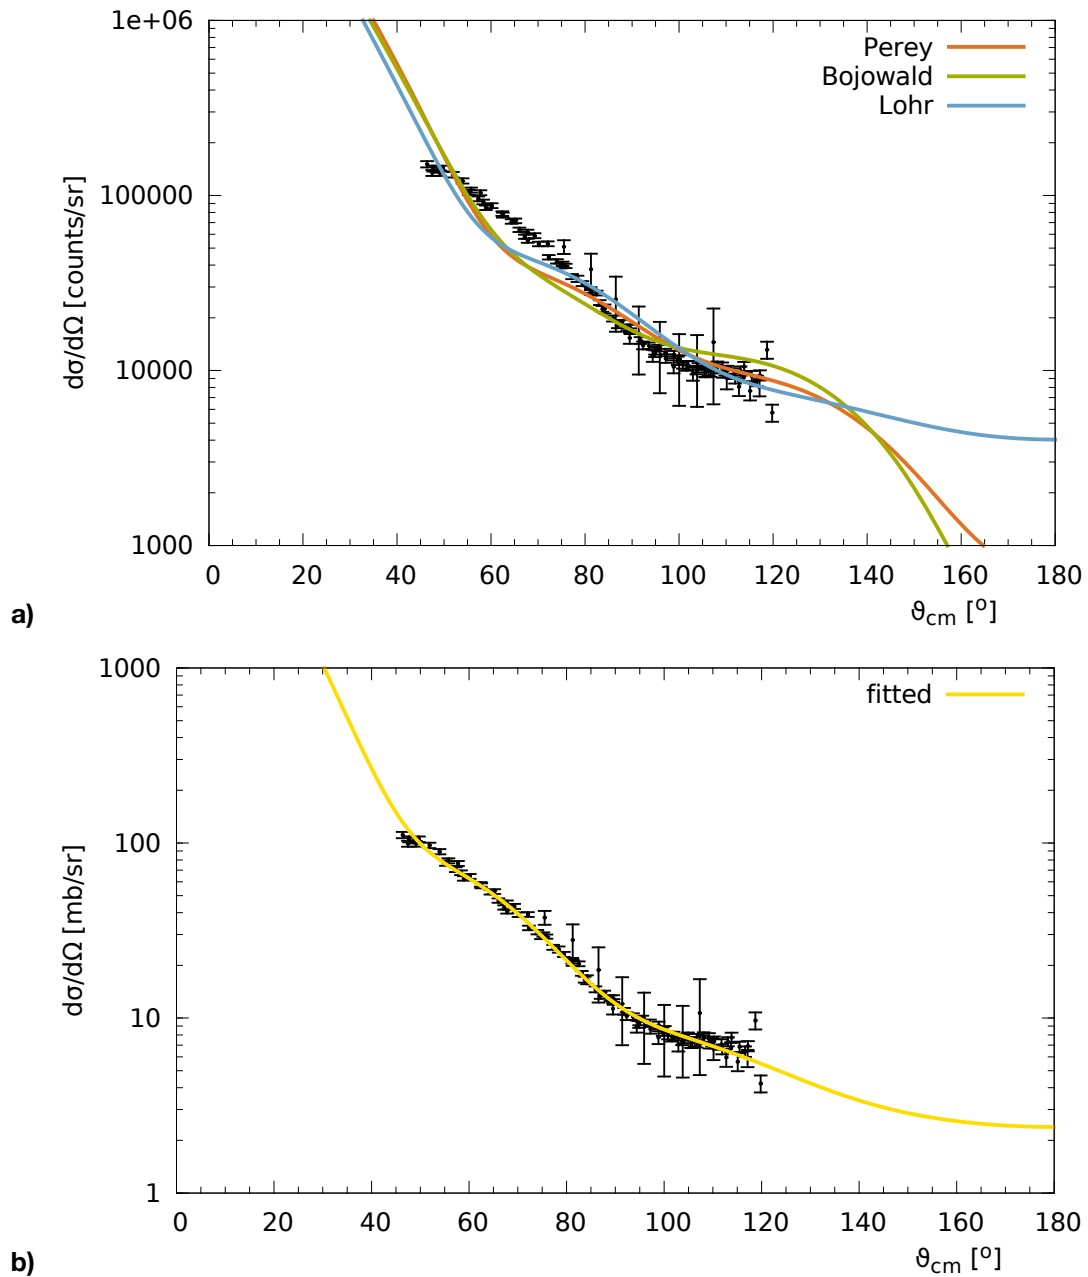 1e+06
100000
10000
1000
dσ/dΩ [counts/sr]
Perey
Bojowald
Lohr
0 20 40 60 80 100 120 140 160 180
ϑcm [o]
a)
1000
100
10
1
dσ/dΩ [mb/sr]
fitted
0 20 40 60 80 100 120 140 160 180
ϑcm [o]
b)